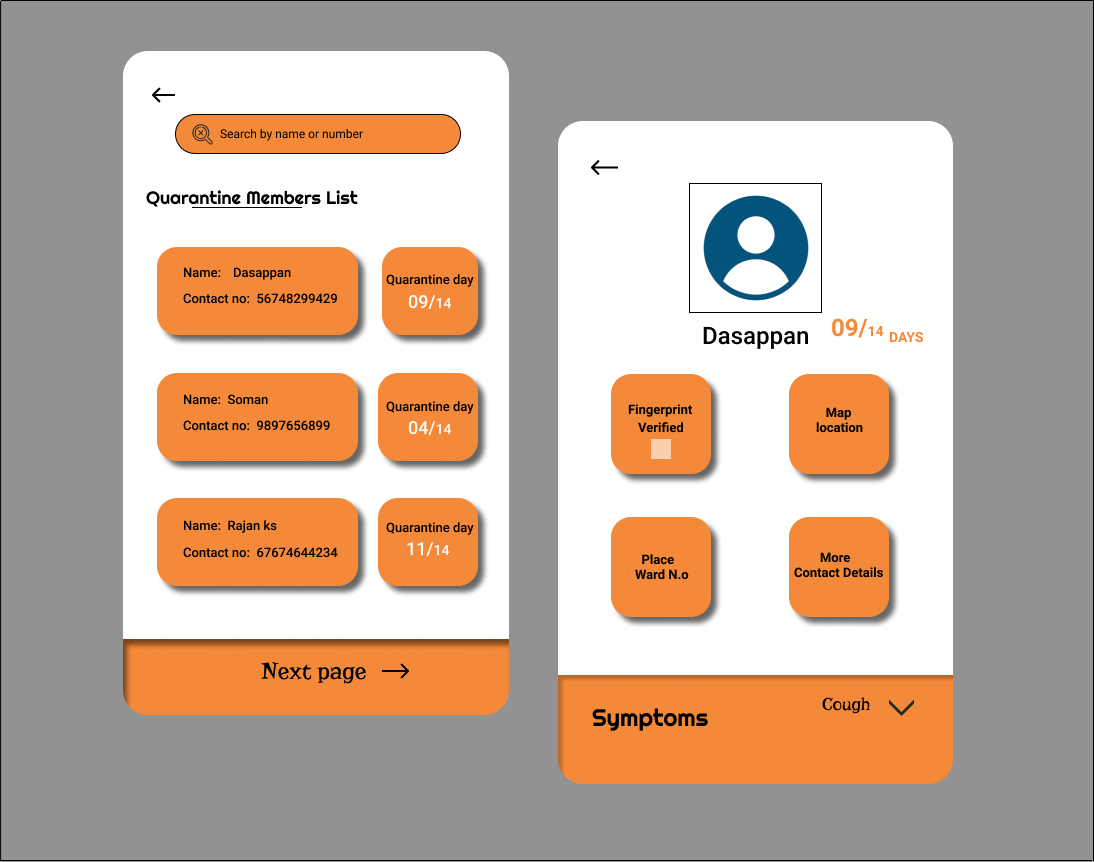 Search by name or number
Quarantine Members List
Name: Dasappan
Contact no: 56748299429
Quarantine day
09/14
Name: Soman
Contact no: 9897656899
Quarantine day
04/14
Name: Rajan ks
Contact no: 67674644234
Quarantine day
11/14
Next page
Dasappan
09/14 DAYS
Fingerprint
Verified
Map
location
Place
Ward N.o
More
Contact Details
Symptoms
Cough